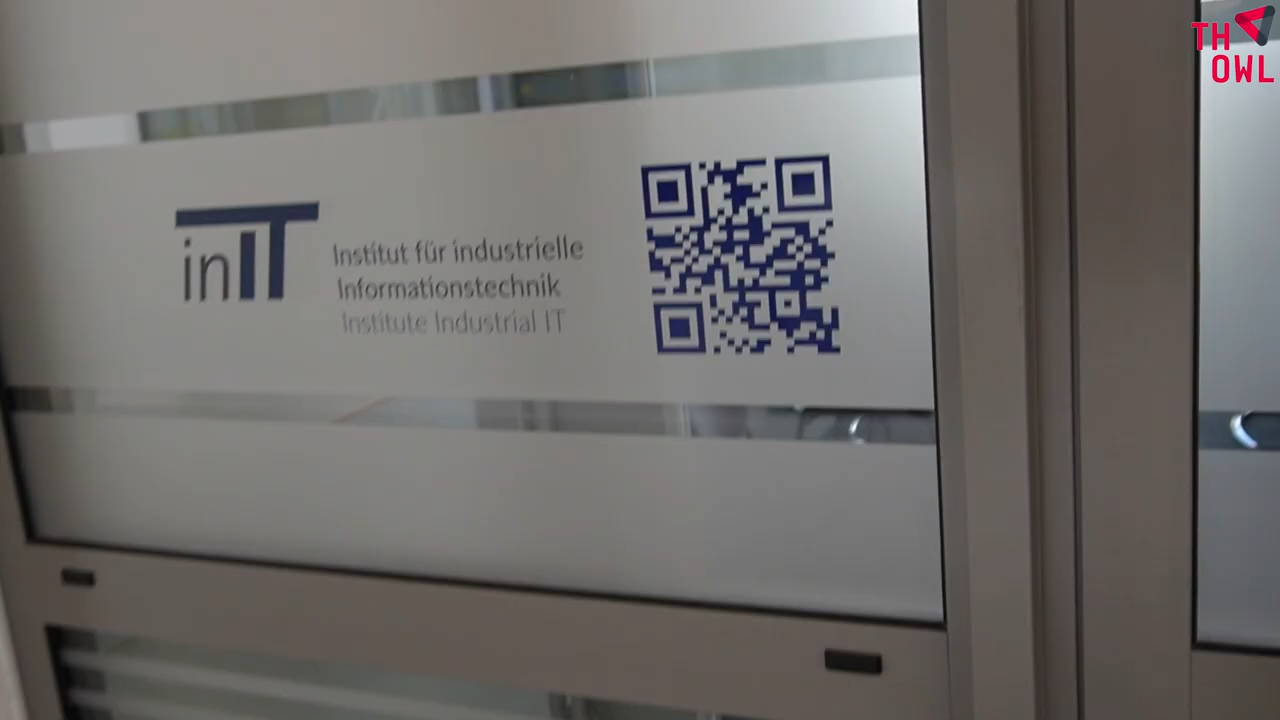 inIT
Institut für industrielle
Informationstechnik
Institute Industrial IT
TH
OWL